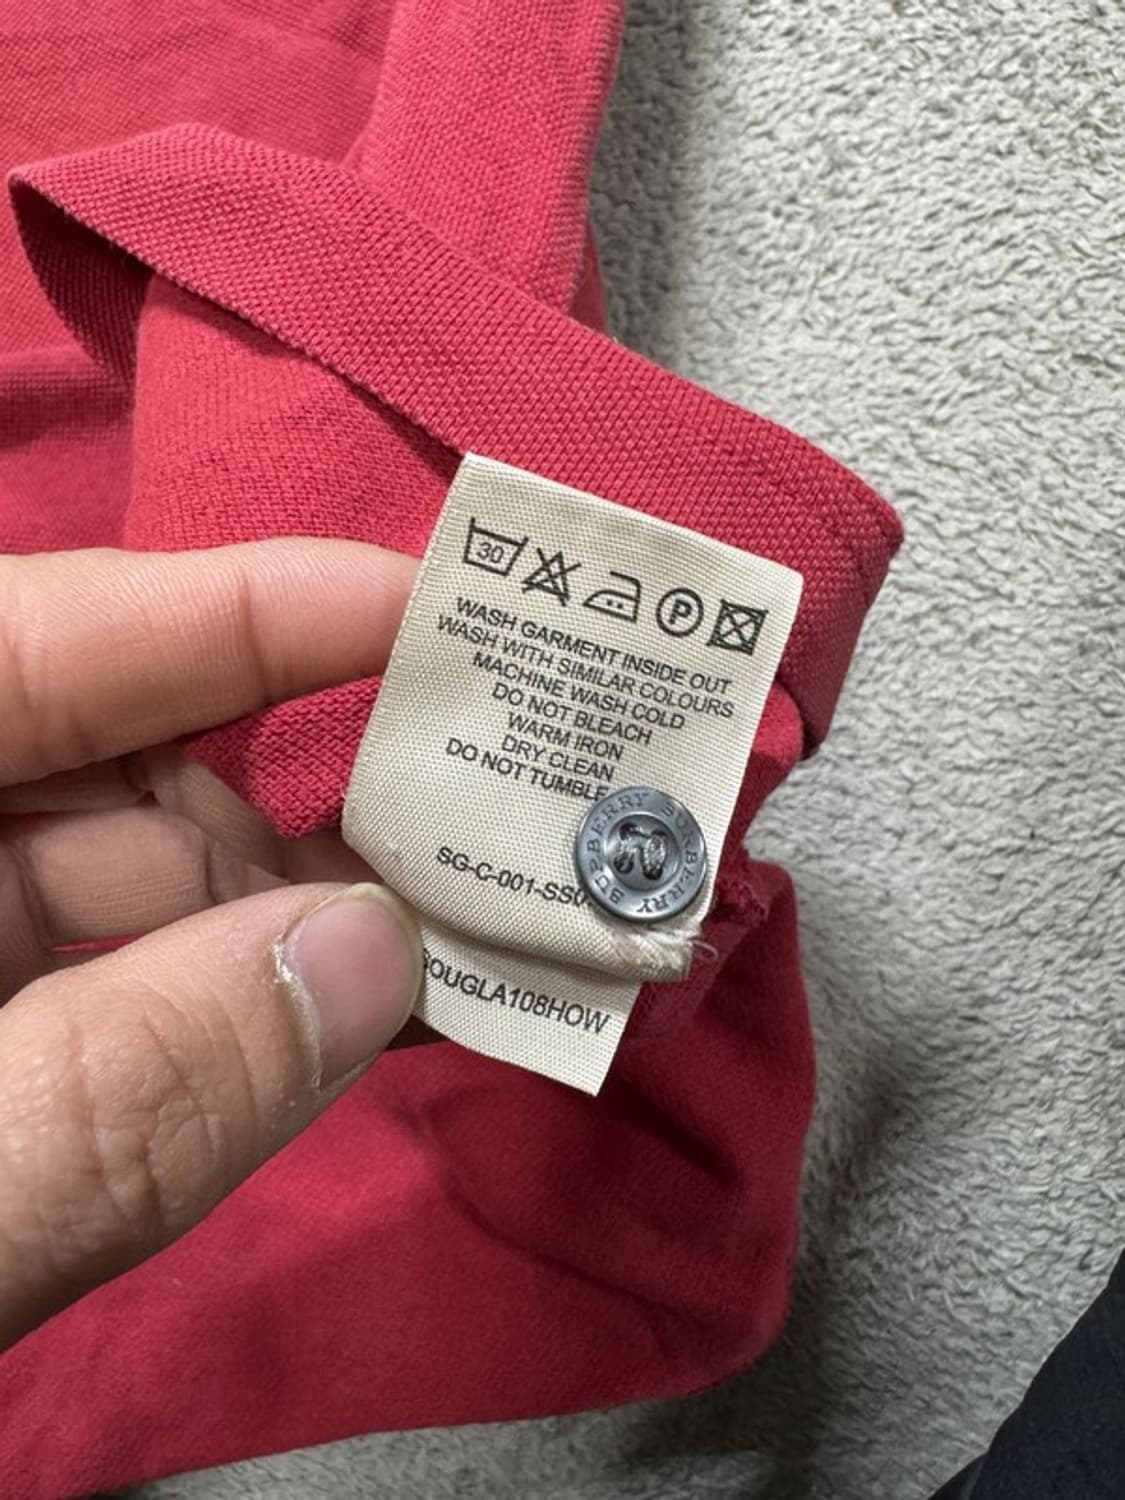 30
P
WASH GARMENT INSIDE OUT
WASH WITH SIMILAR COLOURS
MACHINE WASH COLD
DO NOT BLEACH
WARM IRON
DRY CLEAN
DO NOT TUMBLE
BURBERRY BURBERRY
SG-C-001-SS0
OUGLA108HOW